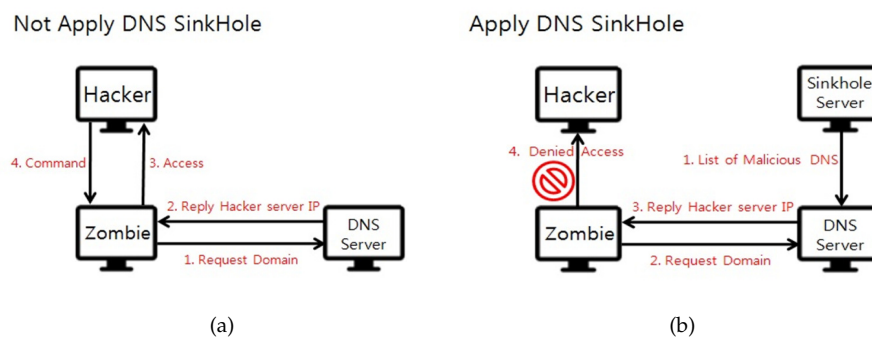 Not Apply DNS SinkHole
Hacker
4. Command
3. Access
2. Reply Hacker server IP
Zombie
DNS
Server
1. Request Domain
(a)
Apply DNS SinkHole
Hacker
Sinkhole
Server
4. Denied Access
1. List of Malicious DNS
3. Reply Hacker server IP
Zombie
DNS
Server
2. Request Domain
(b)